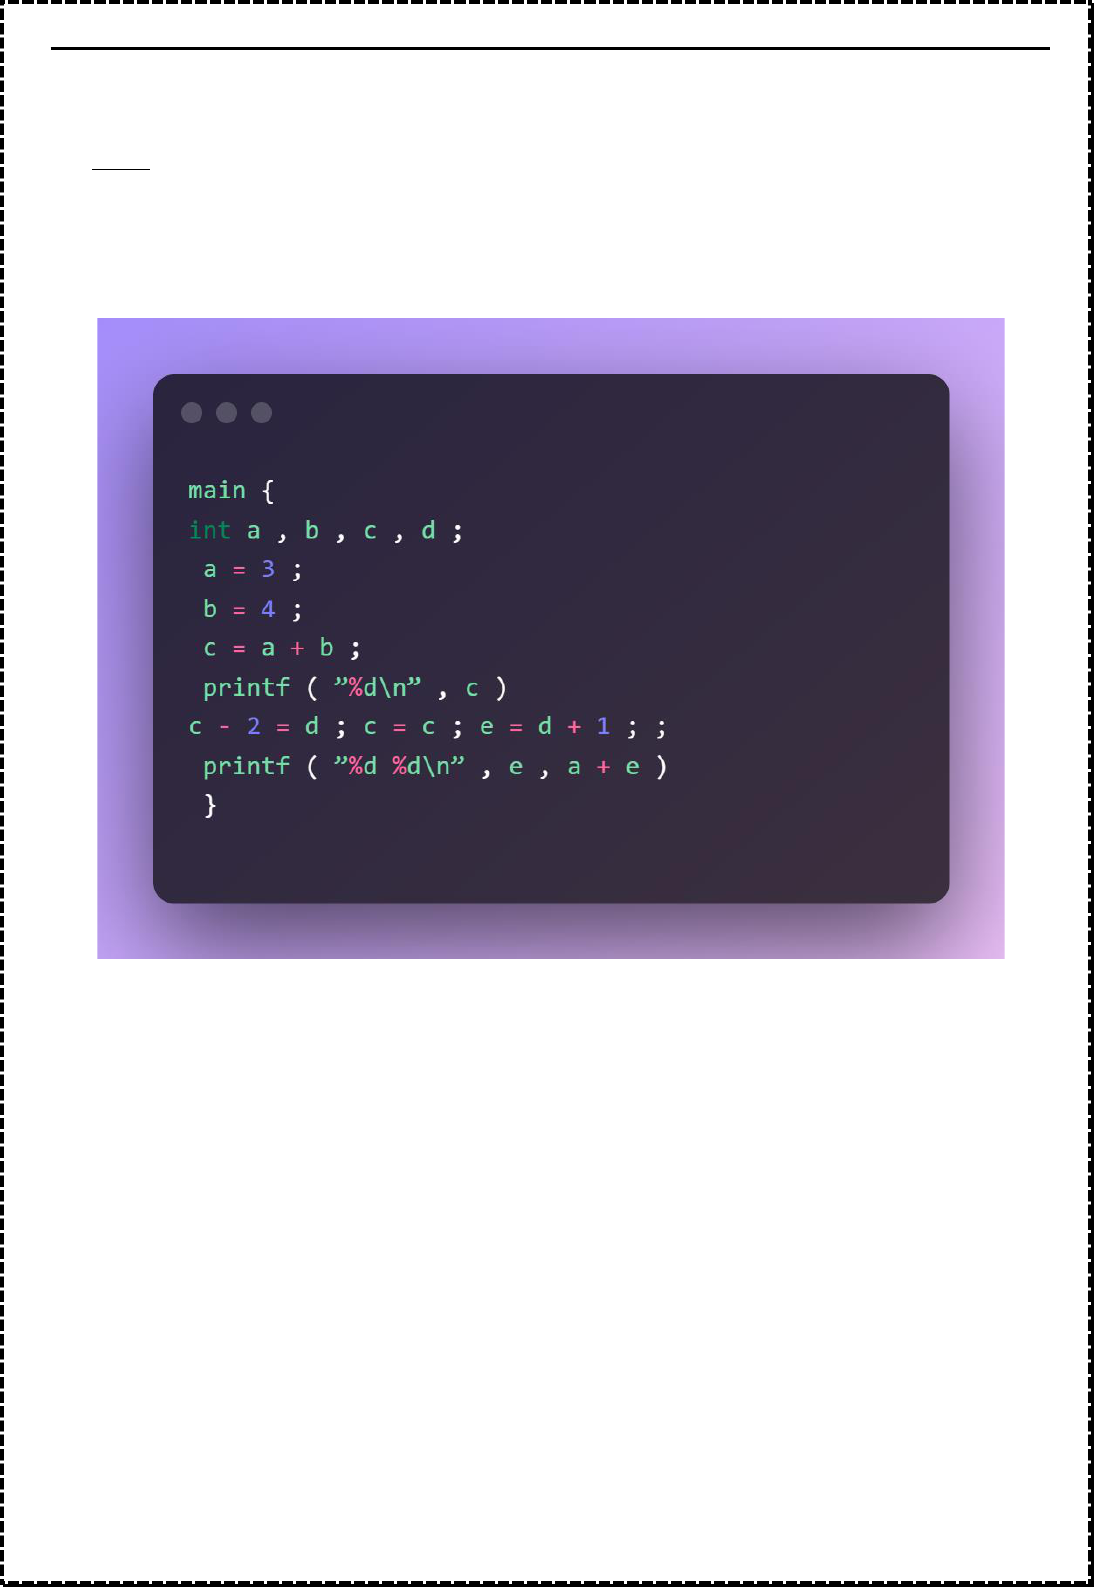 main {
int a , b , c , d ;
a = 3 ;
b = 4 ;
c = a + b ;
printf ( ”%d\n” , c )
c - 2 = d ; c = c ; e = d + 1 ; ;
printf ( ”%d %d\n” , e , a + e )
}